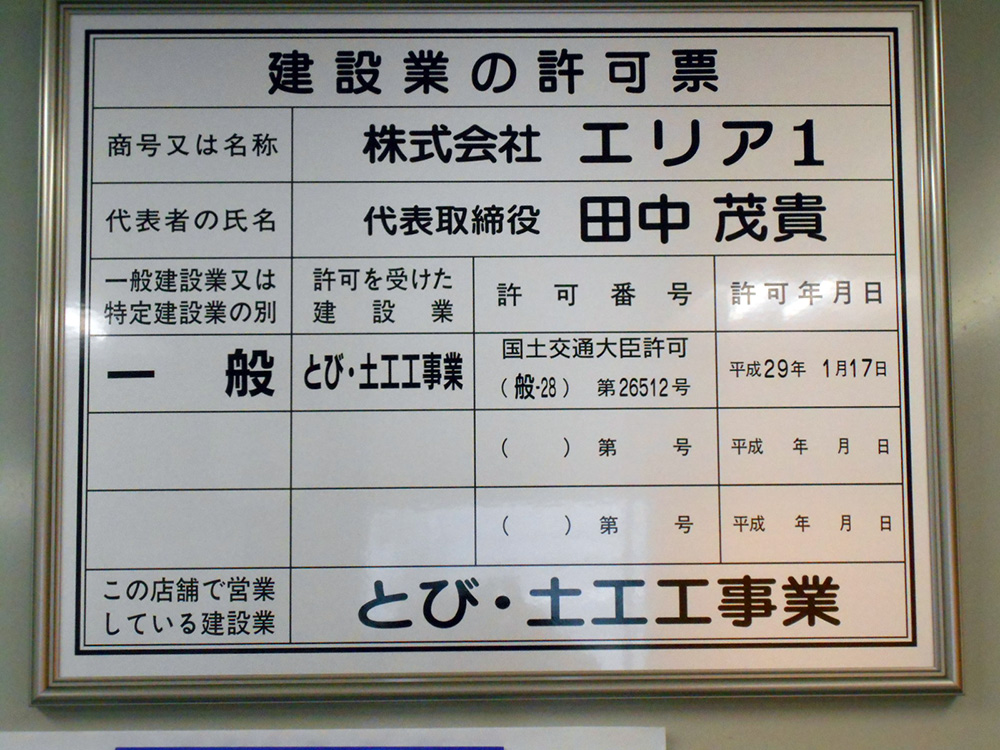 建設業の許可票
商号又は名称 株式会社 エリア1
代表者の氏名 代表取締役 田中 茂貴
一般建設業又は
特定建設業の別
許可を受けた
建設業
許可番号
許可年月日
一般
とび・土工工事業
国土交通大臣許可
(般-28) 第26512号
平成29年 1月17日
( ) 第 号 平成 年 月 日
( ) 第 号 平成 年 月 日
この店舗で営業
している建設業
とび・土工工事業